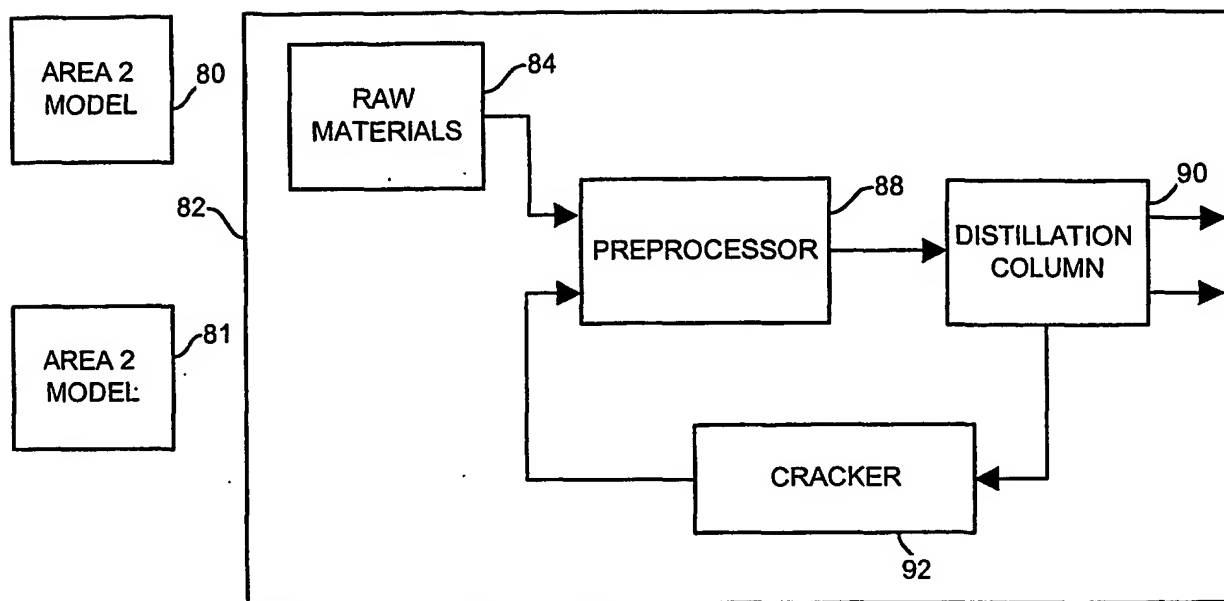 AREA 2
MODEL
80
82
RAW
MATERIALS
84
PREPROCESSOR
88
DISTILLATION
COLUMN
90
AREA 2
MODEL
81
CRACKER
92